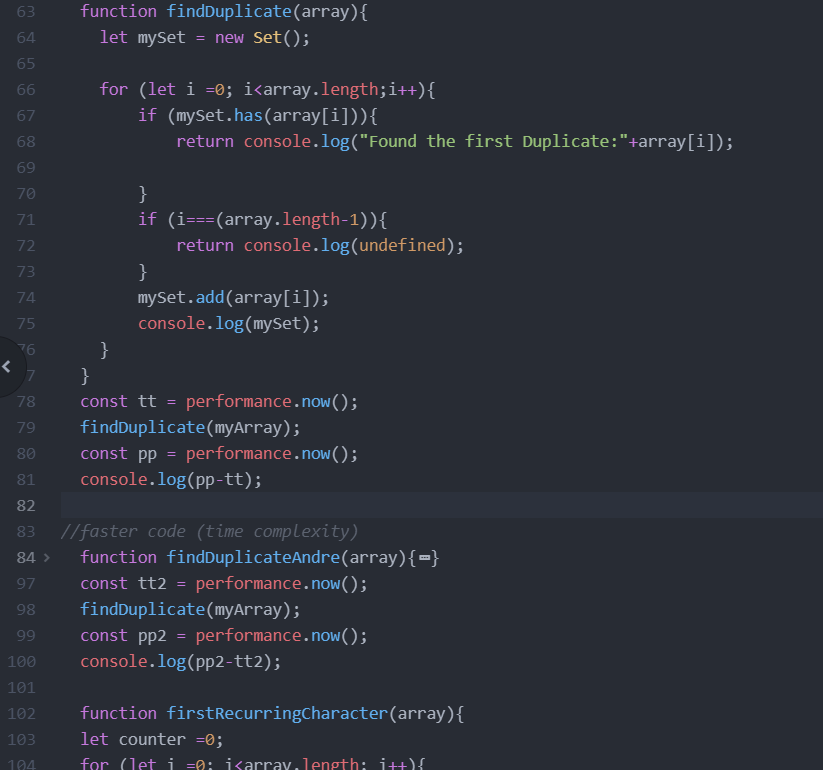 63 function findDuplicate(array){
64 let mySet = new Set();
65
66 for (let i =0; i<array.length;i++){
67 if (mySet.has(array[i])){
68 return console.log("Found the first Duplicate:"+array[i]);
69
70 }
71 if (i===(array.length-1)){
72 return console.log(undefined);
73 }
74 mySet.add(array[i]);
75 console.log(mySet);
76 }
7 }
78 const tt = performance.now();
79 findDuplicate(myArray);
80 const pp = performance.now();
81 console.log(pp-tt);
82
83 //faster code (time complexity)
84 function findDuplicateAndre(array){}
97 const tt2 = performance.now();
98 findDuplicate(myArray);
99 const pp2 = performance.now();
100 console.log(pp2-tt2);
101
102 function firstRecurringCharacter(array){
103 let counter =0;
104 for (let i =0; i<array.length; i++){